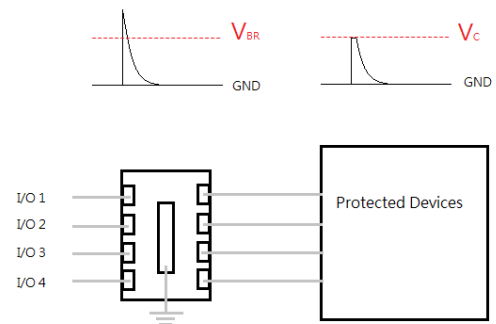 VBR
GND
VC
GND
I/O 1
I/O 2
I/O 3
I/O 4
Protected Devices